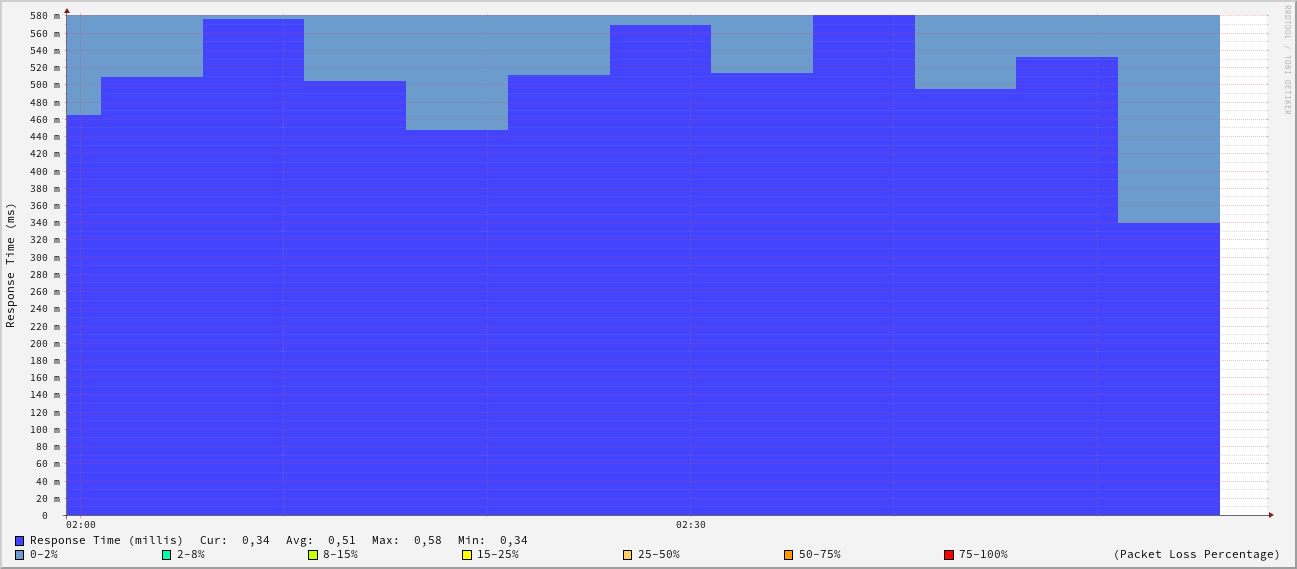 RRDTOOL / TOBI OETIKER
Response Time (ms)
580 m
560 m
540 m
520 m
500 m
480 m
460 m
440 m
420 m
400 m
380 m
360 m
340 m
320 m
300 m
280 m
260 m
240 m
220 m
200 m
180 m
160 m
140 m
120 m
100 m
80 m
60 m
40 m
20 m
0
02:00 02:30
Response Time (millis) Cur: 0,34 Avg: 0,51 Max: 0,58 Min: 0,34
0-2% 2-8% 8-15% 15-25% 25-50% 50-75% 75-100% (Packet Loss Percentage)